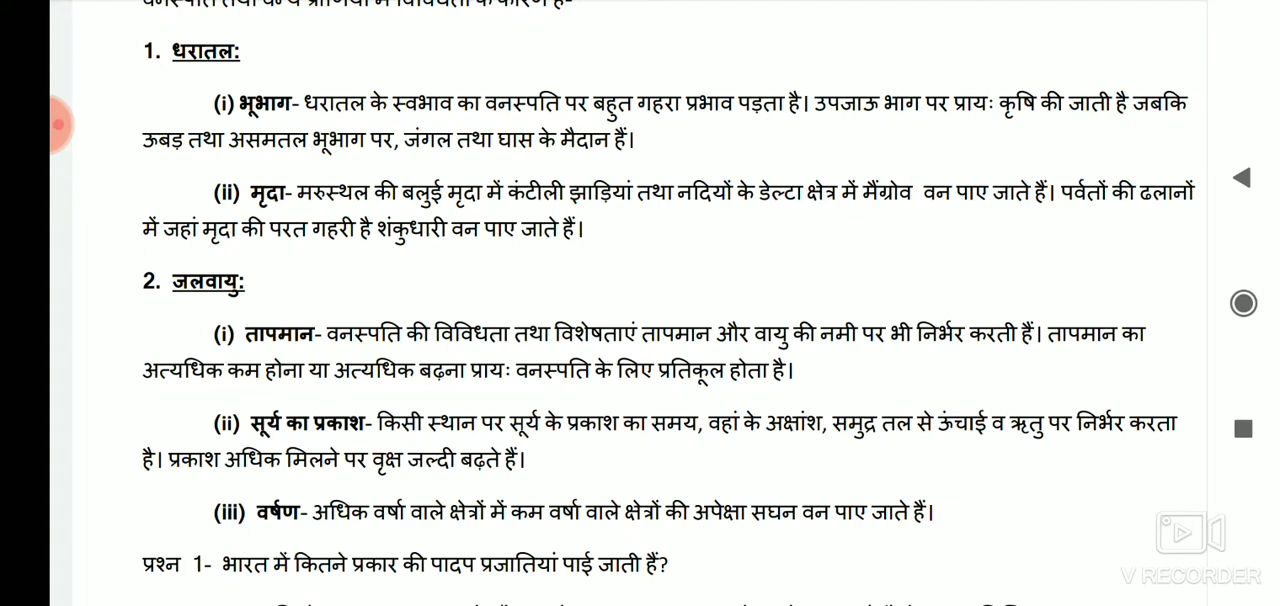 1. धरातल:
(i) भूभाग- धरातल के स्वभाव का वनस्पति पर बहुत गहरा प्रभाव पड़ता है। उपजाऊ भाग पर प्रायः कृषि की जाती है जबकि
ऊबड़ तथा असमतल भूभाग पर, जंगल तथा घास के मैदान हैं।
(ii) मृदा- मरुस्थल की बलुई मृदा में कंटीली झाड़ियां तथा नदियों के डेल्टा क्षेत्र में मैंग्रोव वन पाए जाते हैं। पर्वतों की ढलानों
में जहां मृदा की परत गहरी है शंकुधारी वन पाए जाते हैं।
2. जलवायु:
(i) तापमान- वनस्पति की विविधता तथा विशेषताएं तापमान और वायु की नमी पर भी निर्भर करती हैं। तापमान का
अत्यधिक कम होना या अत्यधिक बढ़ना प्रायः वनस्पति के लिए प्रतिकूल होता है।
(ii) सूर्य का प्रकाश- किसी स्थान पर सूर्य के प्रकाश का समय, वहां के अक्षांश, समुद्र तल से ऊंचाई व ऋतु पर निर्भर करता
है। प्रकाश अधिक मिलने पर वृक्ष जल्दी बढ़ते हैं।
(iii) वर्षण- अधिक वर्षा वाले क्षेत्रों में कम वर्षा वाले क्षेत्रों की अपेक्षा सघन वन पाए जाते हैं।
प्रश्न 1- भारत में कितने प्रकार की पादप प्रजातियां पाई जाती हैं?
V RECORDER